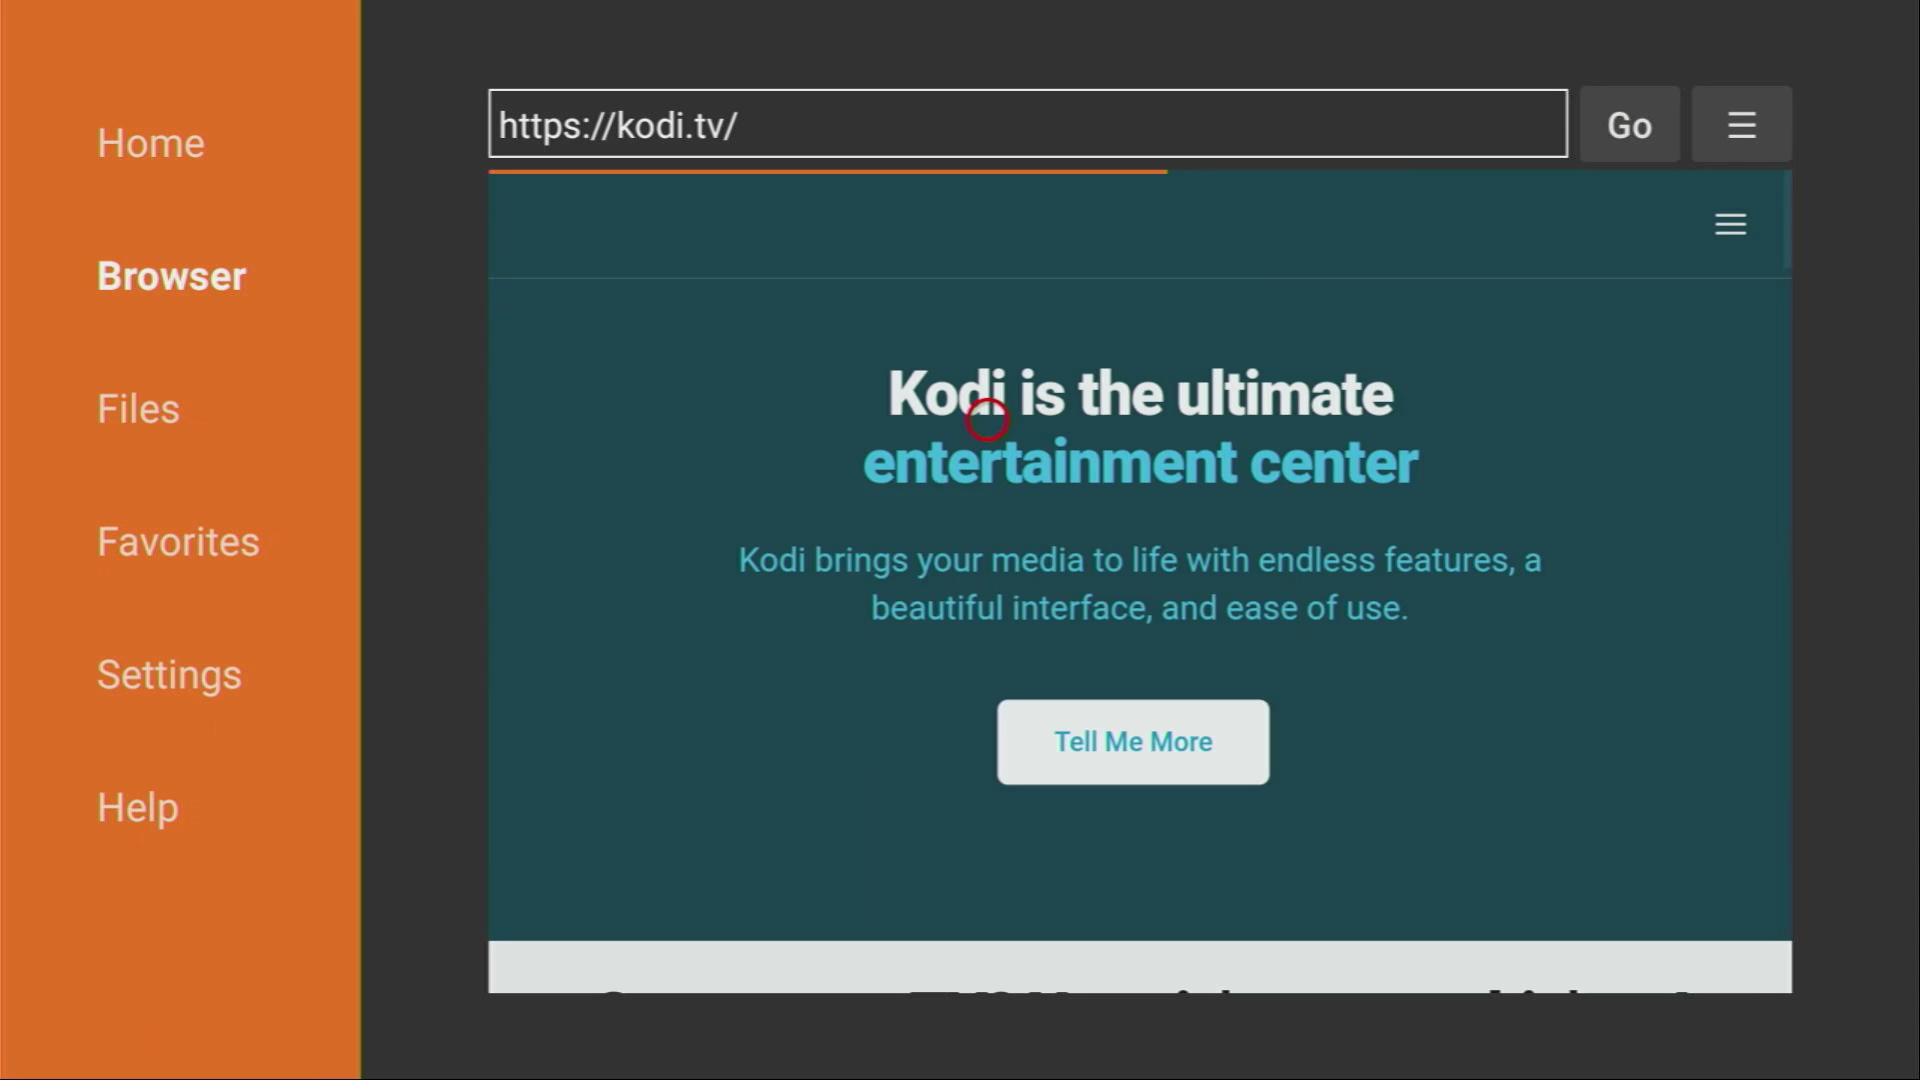 Home
Browser
Files
Favorites
Settings
Help
https://kodi.tv/
Go
Kodi is the ultimate
entertainment center
Kodi brings your media to life with endless features, a
beautiful interface, and ease of use.
Tell Me More